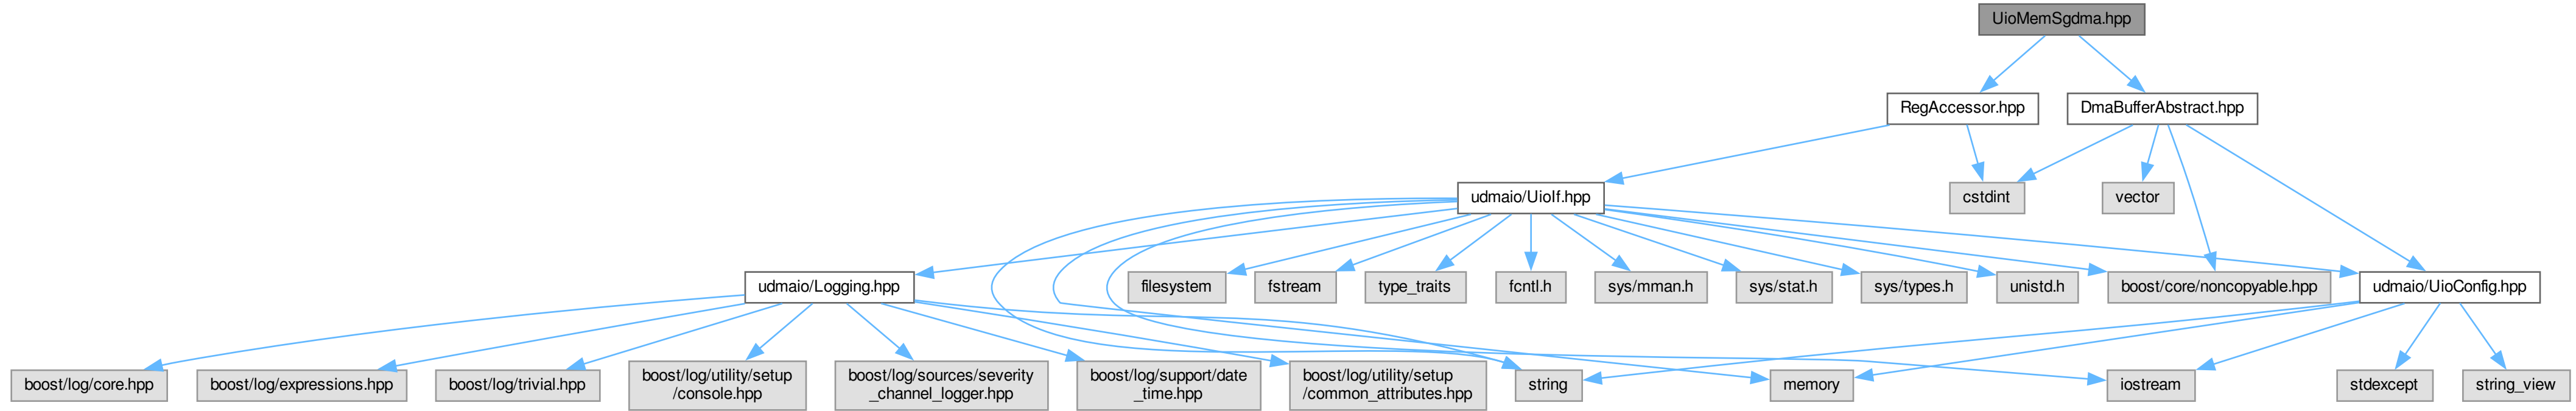 UioMemSgdma.hpp
RegAccessor.hpp
DmaBufferAbstract.hpp
udmaio/UioIf.hpp
cstdint
vector
udmaio/Logging.hpp
filesystem
fstream
type_traits
fcntl.h
sys/mman.h
sys/stat.h
sys/types.h
unistd.h
boost/core/noncopyable.hpp
udmaio/UioConfig.hpp
boost/log/core.hpp
boost/log/expressions.hpp
boost/log/trivial.hpp
boost/log/utility/setup
/console.hpp
boost/log/sources/severity
_channel_logger.hpp
boost/log/support/date
_time.hpp
boost/log/utility/setup
/common_attributes.hpp
string
memory
iostream
stdexcept
string_view